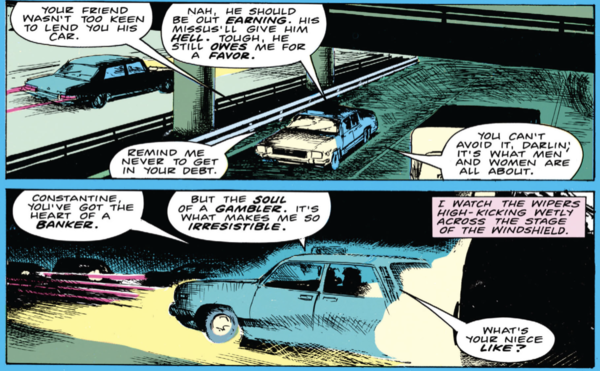 YOUR FRIEND
WASN'T TOO KEEN
TO LEND YOU HIS
CAR.
NAH, HE SHOULD
BE OUT EARNING. HIS
MISSUS'LL GIVE HIM
HELL. TOUGH, HE
STILL OWES ME FOR
A FAVOR.
REMIND ME
NEVER TO GET
IN YOUR DEBT.
YOU CAN'T
AVOID IT, DARLIN;
IT'S WHAT MEN
AND WOMEN ARE
ALL ABOUT.
CONSTANTINE,
YOU'VE GOT THE
HEART OF A
BANKER.
BUT THE SOUL
OF A GAMBLER. IT'S
WHAT MAKES ME SO
IRRESISTIBLE.
I WATCH THE WIPERS
HIGH-KICKING WETLY
ACROSS THE STAGE
OF THE WINDSHIELD.
WHAT'S
YOUR NIECE
LIKE?